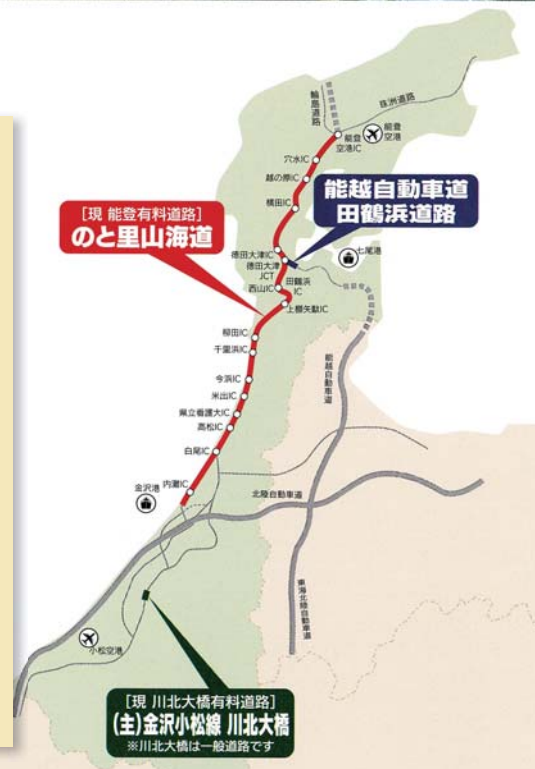 輪島道路
能越自動車道
珠洲道路
能登
空港
能登
空港IC
穴水IC
越の原IC
横田IC
能越自動車道
田鶴浜道路
[現 能登有料道路]
のと里山海道
徳田大津IC
徳田大津
JCT
七尾港
西山IC
田鶴浜
IC
上棚矢駄IC
柳田IC
千里浜IC
能越自動車道
今浜IC
米出IC
県立看護大IC
高松IC
白尾IC
内灘IC
金沢港
北陸自動車道
東海北陸自動車道
小松空港
[現 川北大橋有料道路]
(主)金沢小松線 川北大橋
※川北大橋は一般道路です